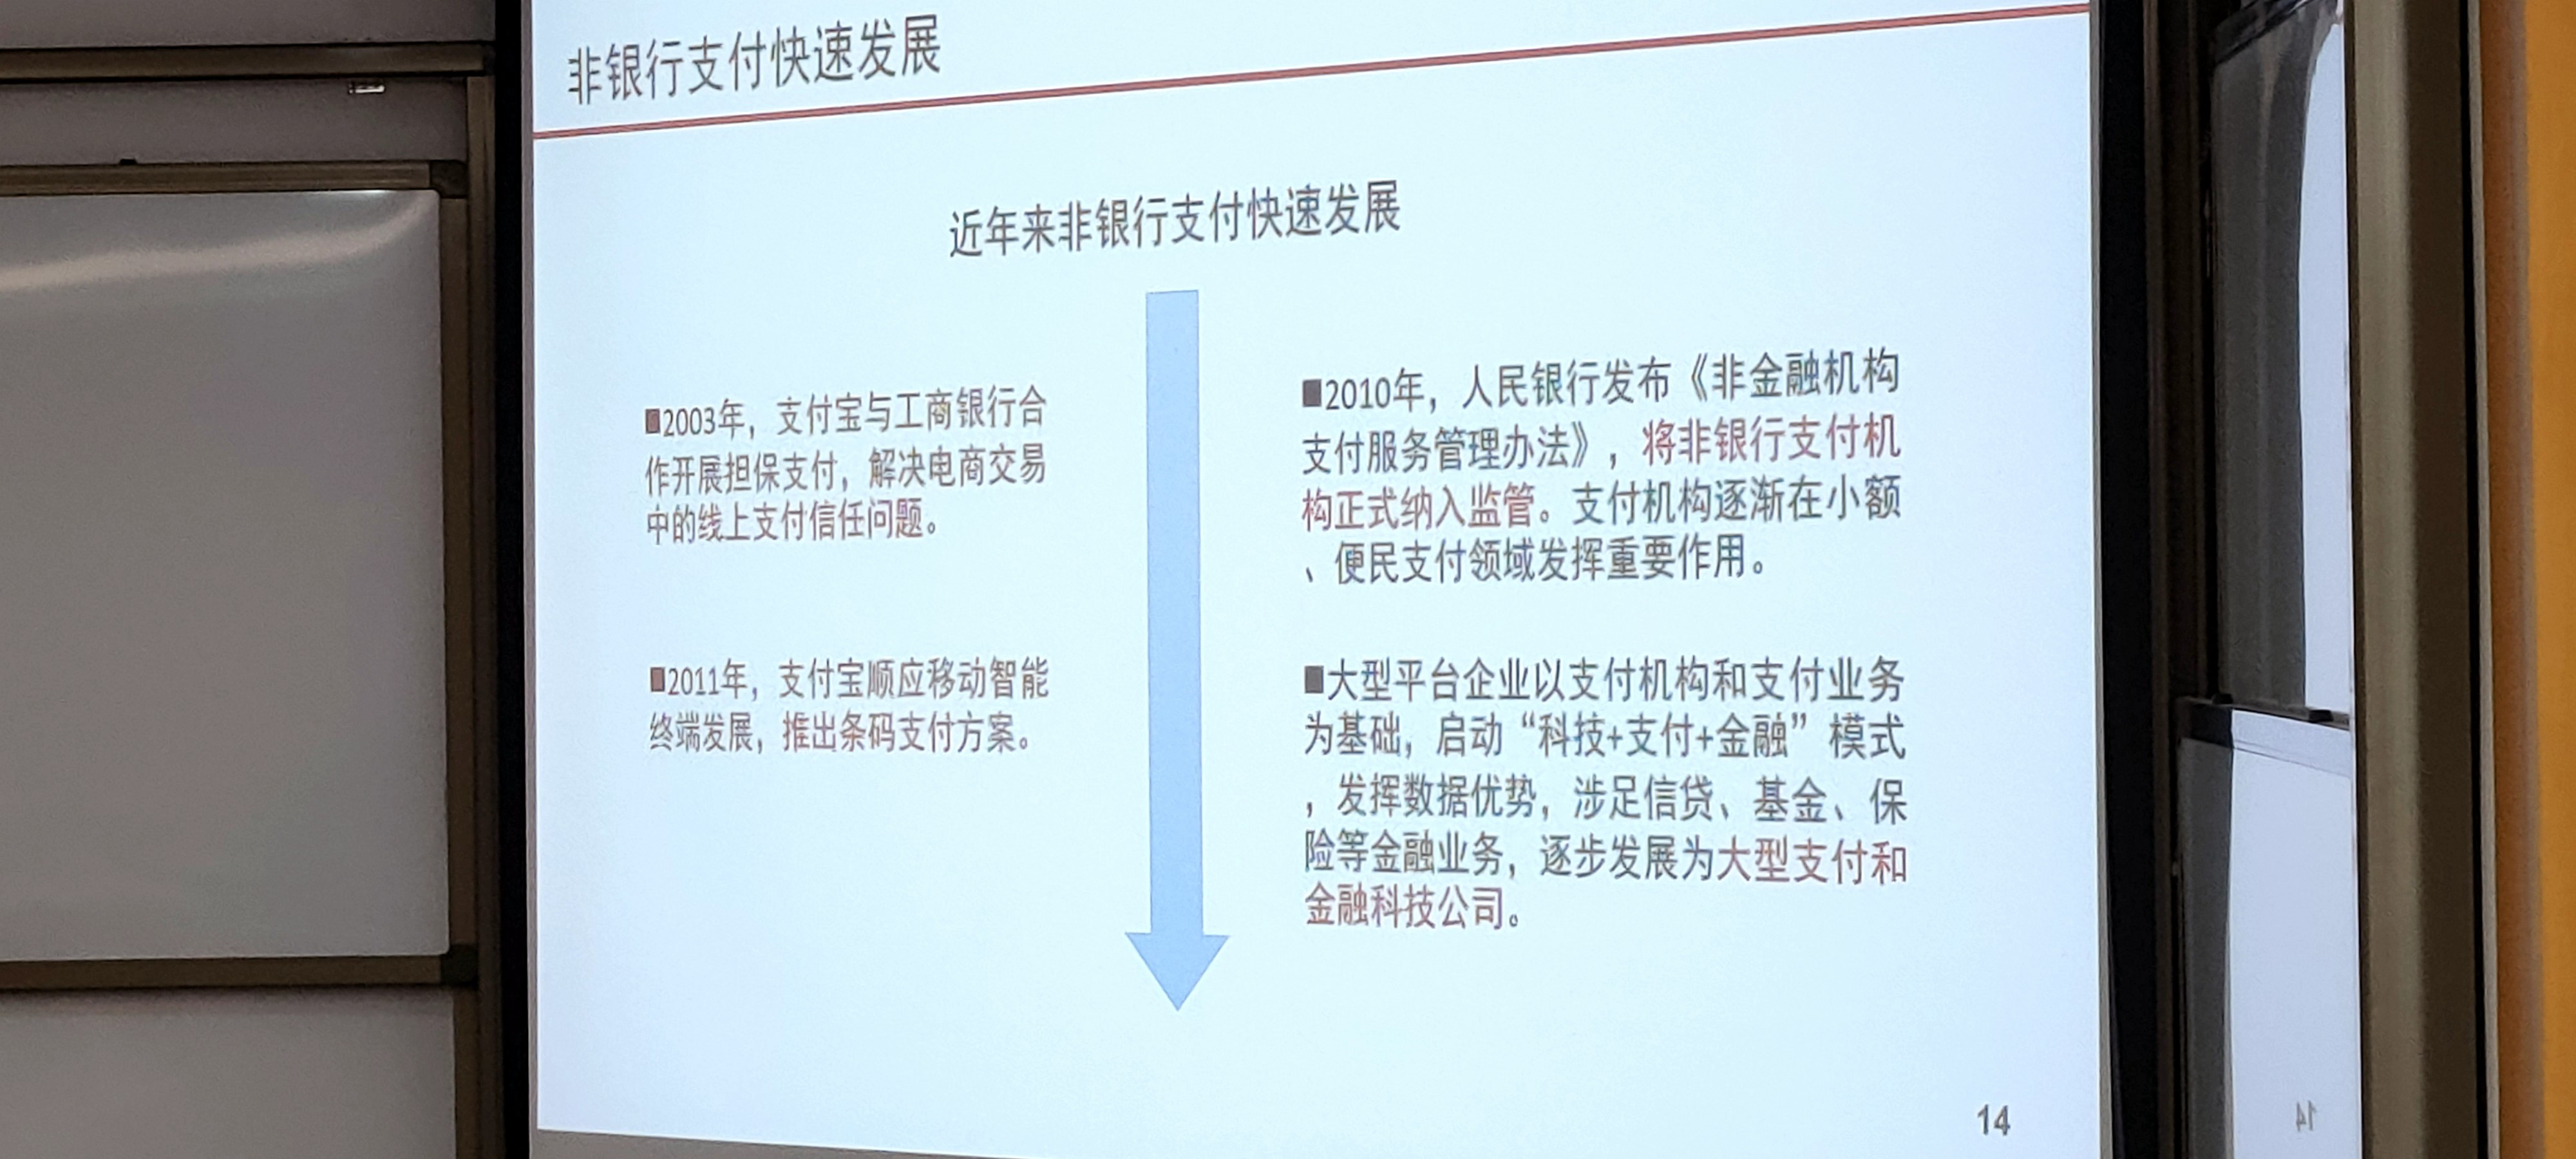 非银行支付快速发展
近年来非银行支付快速发展
■2003年，支付宝与工商银行合
作开展担保支付，解决电商交易
中的线上支付信任问题。
■2011年，支付宝顺应移动智能
终端发展，推出条码支付方案。
■2010年，人民银行发布《非金融机构
支付服务管理办法》，将非银行支付机
构正式纳入监管。支付机构逐渐在小额
、便民支付领域发挥重要作用。
■大型平台企业以支付机构和支付业务
为基础，启动“科技+支付+金融”模式
，发挥数据优势，涉足信贷、基金、保
险等金融业务，逐步发展为大型支付和
金融科技公司。
14
14